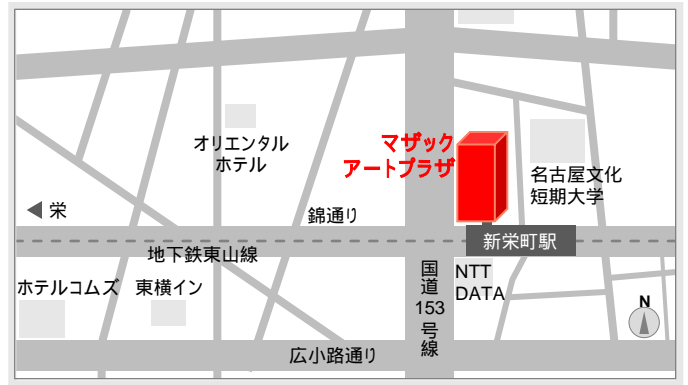 オリエンタル
ホテル
マザック
アートプラザ
名古屋文化
短期大学
栄
錦通り
新栄町駅
地下鉄東山線
ホテルコムズ
東横イン
国道153号線
NTT
DATA
N
広小路通り